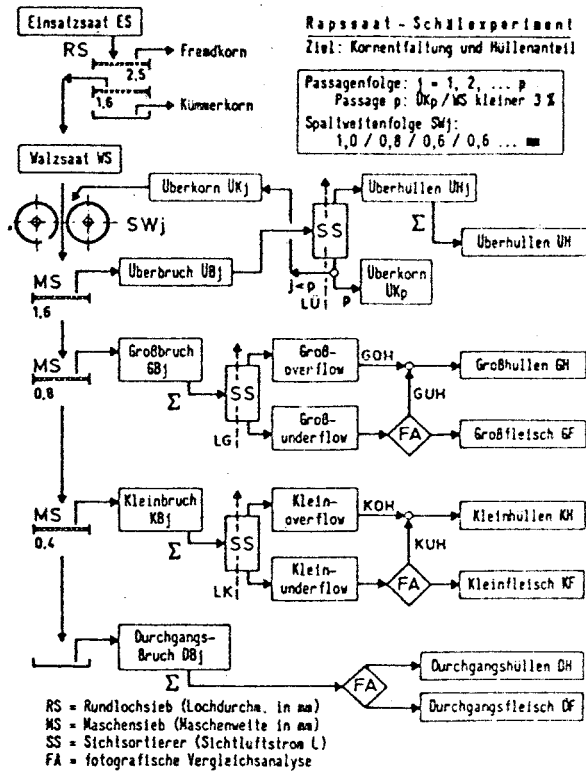 Einsatzsaat ES
RS
Fremdkorn
2,5
1,6
Kümmerkorn
Rapssaat - Schälexperiment
Ziel: Kornentfaltung und Hüllenanteil
Passagenfolge: j = 1, 2, ... p
Passage p: ÜKp/WS kleiner 3 %
Spaltweitenfolge SWj:
1,0 / 0,8 / 0,6 / 0,6 ... mm
Walzsaat WS
SWj
Überkorn ÜKj
SS
Überhüllen ÜHj
Σ
Überhüllen ÜH
MS
1,6
Überbruch ÜBj
j<p
LÜ
p
Überkorn
ÜKp
MS
0,8
Großbruch
GBj
Σ
SS
LG
Groß-
overflow
GOH
Großhüllen GH
GUH
Groß-
underflow
FA
Großfleisch GF
MS
0,4
Kleinbruch
KBj
Σ
SS
LK
Klein-
overflow
KOH
Kleinhüllen KH
KUH
Klein-
underflow
FA
Kleinfleisch KF
Durchgangs-
Bruch DBj
Σ
FA
Durchgangshüllen DH
Durchgangsfleisch DF
RS = Rundlochsieb (Lochdurchm. in mm)
MS = Maschensieb (Maschenweite in mm)
SS = Sichtsortierer (Sichtluftstrom L)
FA = fotografische Vergleichsanalyse